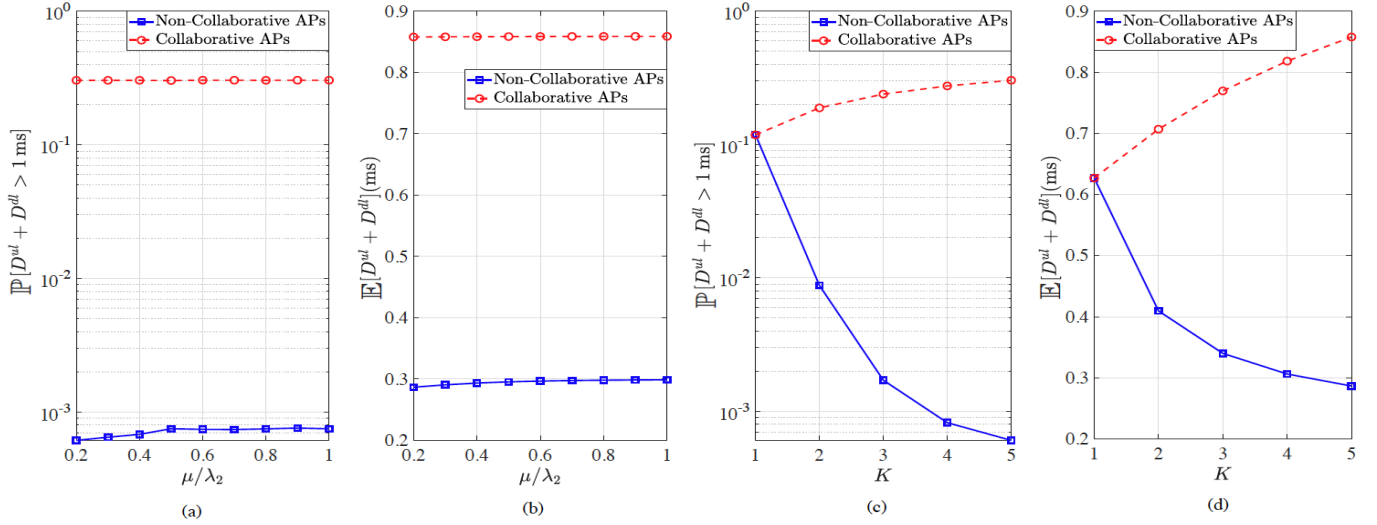 Non-Collaborative APs
Collaborative APs
10^0
10^-1
10^-2
10^-3
ℙ[D^{ul} + D^{dl} > 1 ms]
0.2 0.4 0.6 0.8 1
μ/λ_2
(a)
Non-Collaborative APs
Collaborative APs
0.9
0.8
0.7
0.6
0.5
0.4
0.3
0.2
𝔼[D^{ul} + D^{dl}](ms)
0.2 0.4 0.6 0.8 1
μ/λ_2
(b)
Non-Collaborative APs
Collaborative APs
10^0
10^-1
10^-2
10^-3
ℙ[D^{ul} + D^{dl} > 1 ms]
1 2 3 4 5
K
(c)
Non-Collaborative APs
Collaborative APs
0.9
0.8
0.7
0.6
0.5
0.4
0.3
0.2
𝔼[D^{ul} + D^{dl}](ms)
1 2 3 4 5
K
(d)